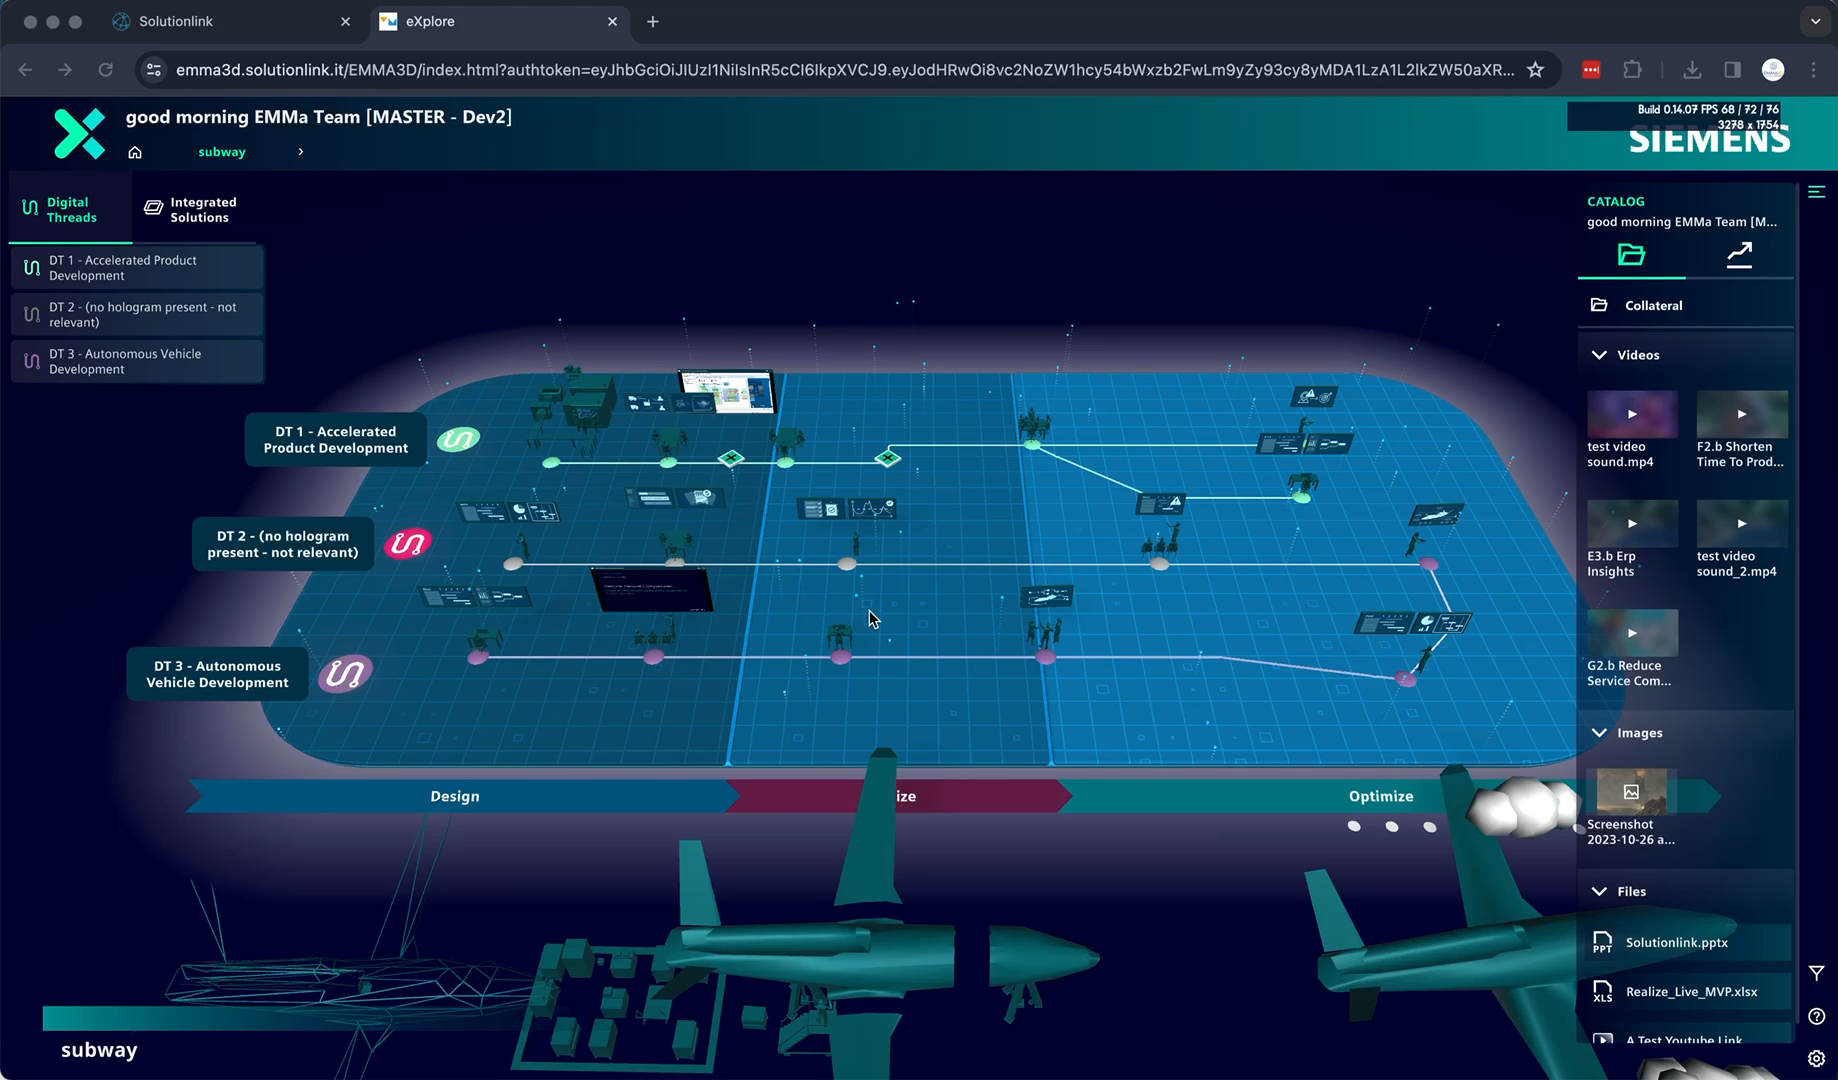 Solutionlink
eXplore
emma3d.solutionlink.it/EMMA3D/index.html?authtoken=eyJhbGciOiJIUzI1NiIsInR5cCI6IkpXVCJ9.eyJodHRwOi8vc2NoZW1hcy54bWxzb2FwLm9yZy93cy8yMDA1LzA1L2lkZW50aXR...
good morning EMMa Team [MASTER - Dev2]
subway
Build 0.14.07 FPS 68 / 72 / 76
3278 x 1754
SIEMENS
Digital
Threads
Integrated
Solutions
DT 1 - Accelerated Product
Development
DT 2 - (no hologram present - not
relevant)
DT 3 - Autonomous Vehicle
Development
CATALOG
good morning EMMa Team [M...
Collateral
Videos
test video
sound.mp4
F2.b Shorten
Time To Prod...
E3.b Erp
Insights
test video
sound_2.mp4
G2.b Reduce
Service Com...
Images
Screenshot
2023-10-26 a...
Files
PPT
Solutionlink.pptx
XLS
Realize_Live_MVP.xlsx
A Test Youtube Link
DT 1 - Accelerated
Product Development
DT 2 - (no hologram
present - not relevant)
DT 3 - Autonomous
Vehicle Development
Design
ize
Optimize
subway